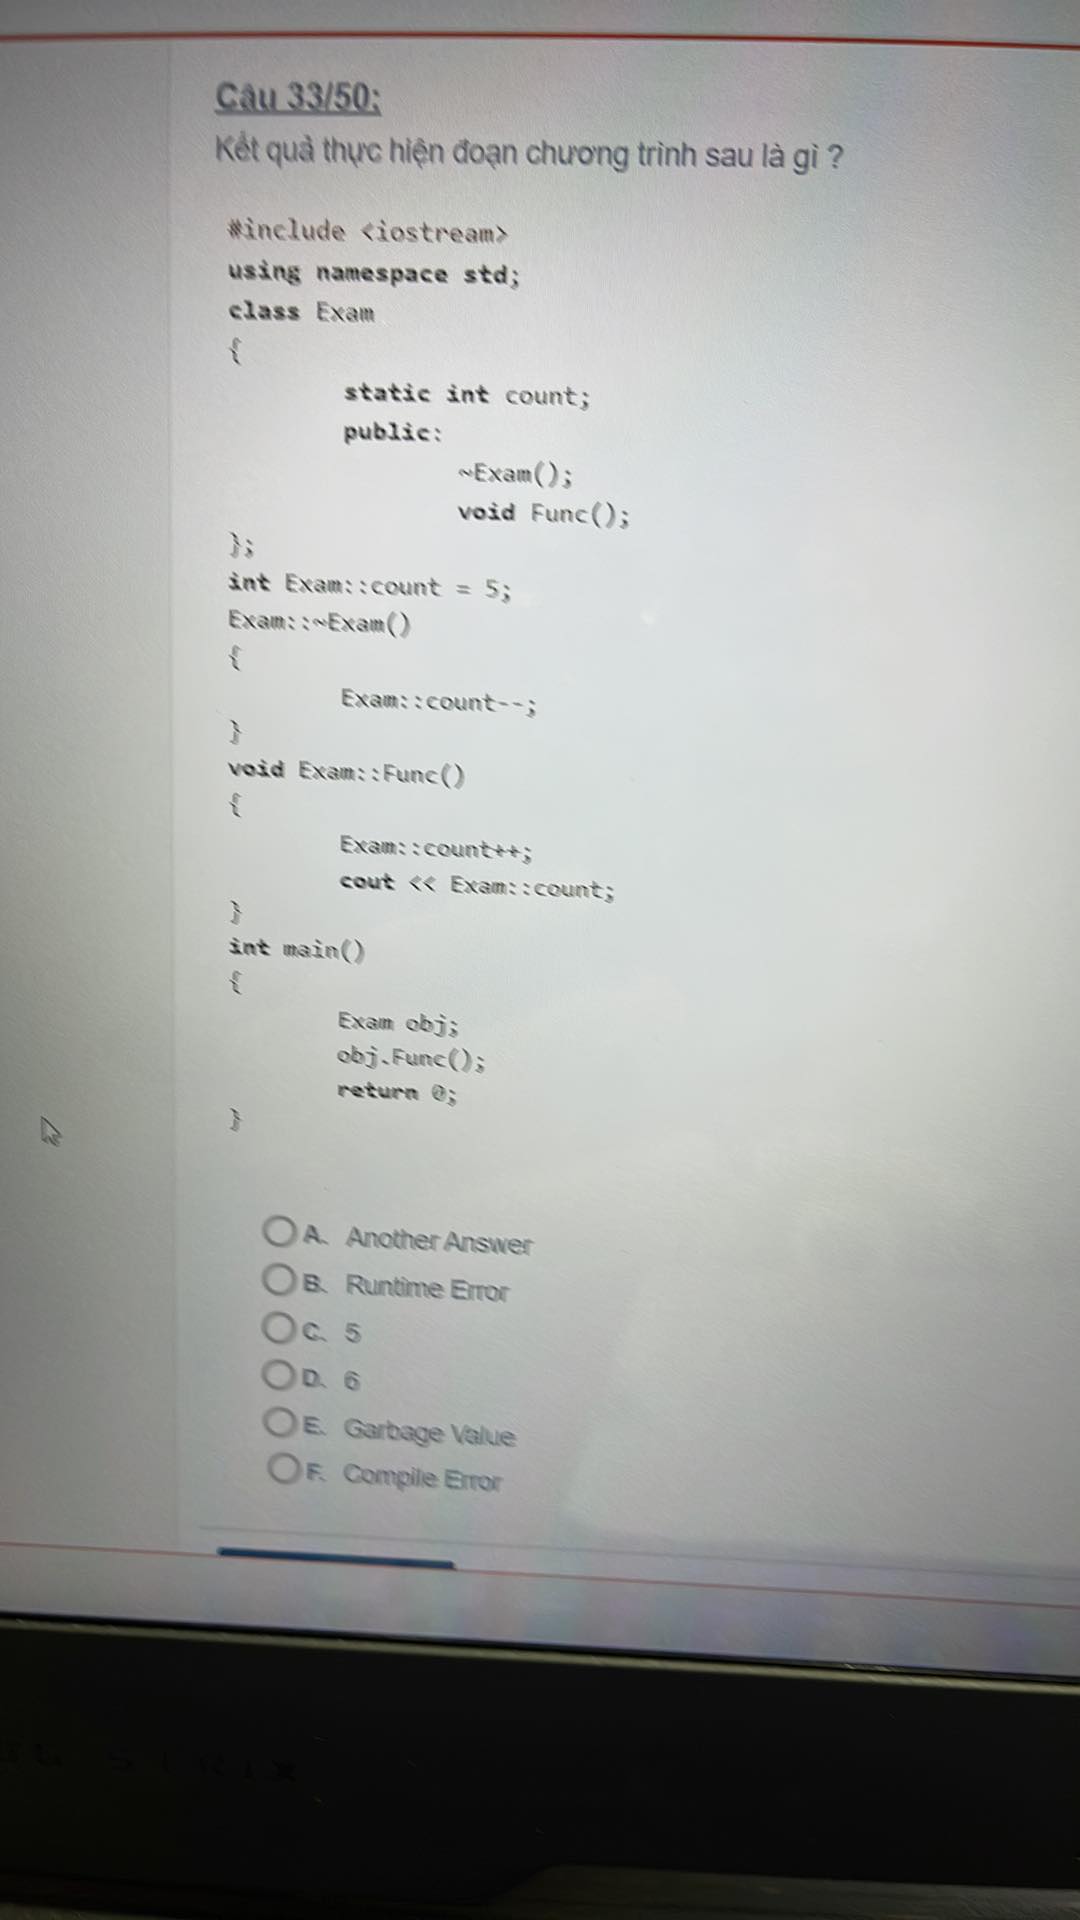 Câu 33/50:
Kết quả thực hiện đoạn chương trình sau là gì ?
#include <iostream>
using namespace std;
class Exam
{
static int count;
public:
~Exam();
void Func();
};
int Exam::count = 5;
Exam::~Exam()
{
Exam::count--;
}
void Exam::Func()
{
Exam::count++;
cout << Exam::count;
}
int main()
{
Exam obj;
obj.Func();
return 0;
}
A. Another Answer
B. Runtime Error
C. 5
D. 6
E. Garbage Value
F. Compile Error